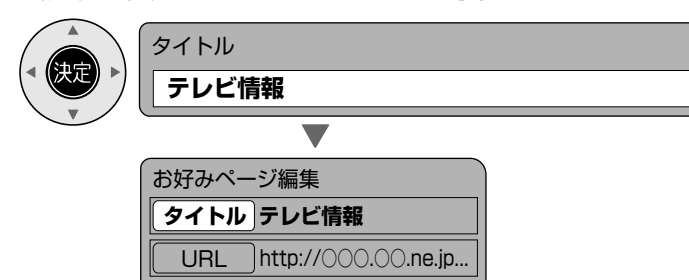 決定
タイトル
テレビ情報
お好みページ編集
タイトル テレビ情報
URL http://○○○.○○.ne.jp...